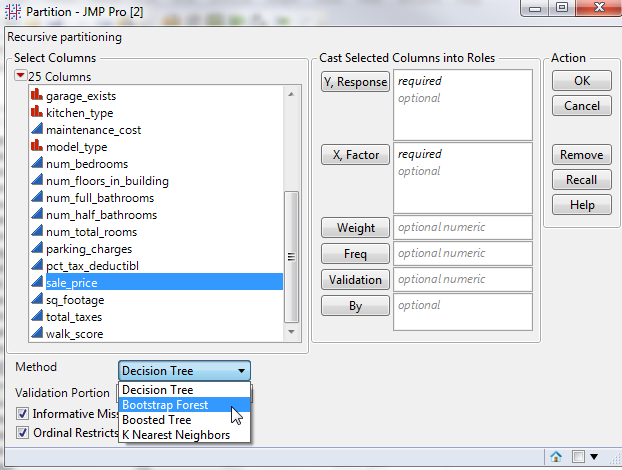 Partition - JMP Pro [2]
Recursive partitioning
Select Columns
25 Columns
garage_exists
kitchen_type
maintenance_cost
model_type
num_bedrooms
num_floors_in_building
num_full_bathrooms
num_half_bathrooms
num_total_rooms
parking_charges
pct_tax_deductibl
sale_price
sq_footage
total_taxes
walk_score
Cast Selected Columns into Roles
Y, Response
required
optional
X, Factor
required
optional
Weight
optional numeric
Freq
optional numeric
Validation
optional numeric
By
optional
Action
OK
Cancel
Remove
Recall
Help
Method
Decision Tree
Decision Tree
Bootstrap Forest
Boosted Tree
K Nearest Neighbors
Validation Portion
Informative Miss
Ordinal Restricts